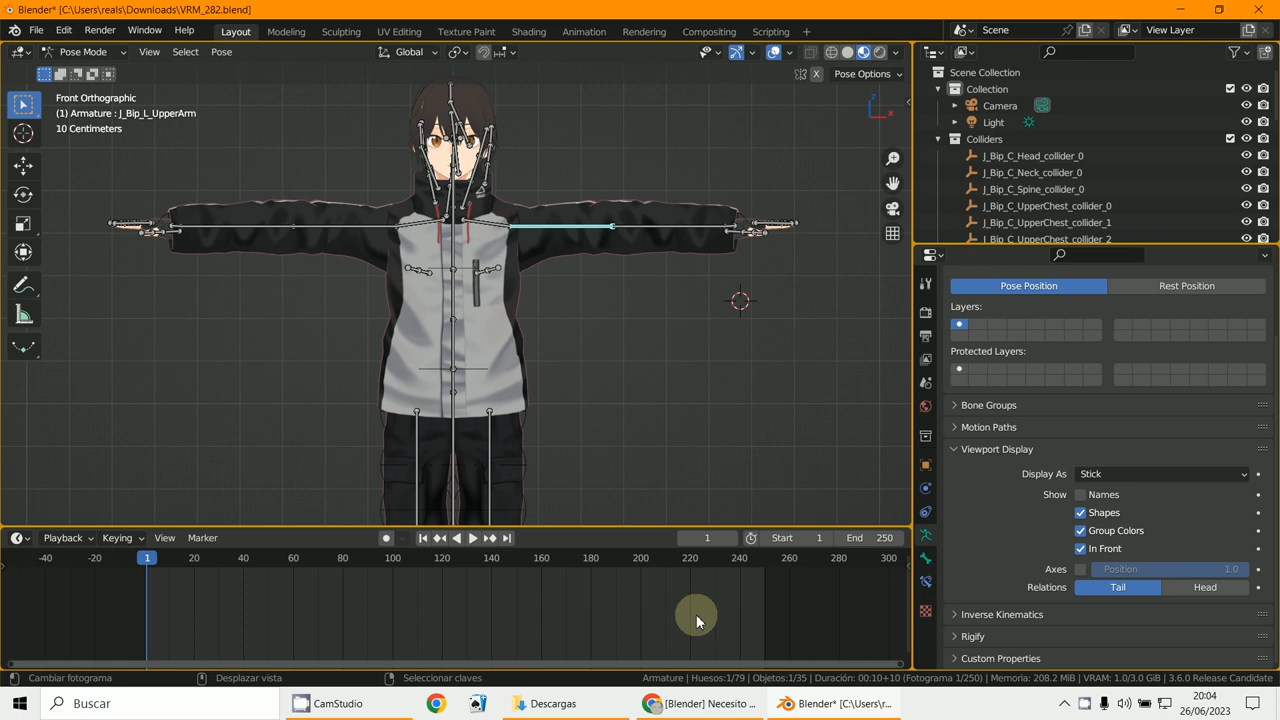 Blender* [C:\Users\reals\Downloads\VRM_282.blend]
File Edit Render Window Help Layout Modeling Sculpting UV Editing Texture Paint Shading Animation Rendering Compositing Scripting + Scene View Layer
Pose Mode View Select Pose Global
X Pose Options
Front Orthographic
(1) Armature : J_Bip_L_UpperArm
10 Centimeters
Z
X
Scene Collection
Collection
Camera
Light
Colliders
J_Bip_C_Head_collider_0
J_Bip_C_Neck_collider_0
J_Bip_C_Spine_collider_0
J_Bip_C_UpperChest_collider_0
J_Bip_C_UpperChest_collider_1
J_Bip_C_UpperChest_collider_2
Pose Position Rest Position
Layers:
Protected Layers:
Bone Groups
Motion Paths
Viewport Display
Display As Stick
Show Names
Shapes
Group Colors
In Front
Axes Position 1.0
Relations Tail Head
Inverse Kinematics
Rigify
Custom Properties
Playback Keying View Marker 1 Start 1 End 250
-40 -20 1 20 40 60 80 100 120 140 160 180 200 220 240 260 280 300
Cambiar fotograma Desplazar vista Seleccionar claves Armature | Huesos:1/79 | Objetos:1/35 | Duración: 00:10+10 (Fotograma 1/250) | Memoria: 208.2 MiB | VRAM: 1.0/3.0 GiB | 3.6.0 Release Candidate
Buscar CamStudio Descargas [Blender] Necesito ... Blender* [C:\Users\r...
20:04
26/06/2023